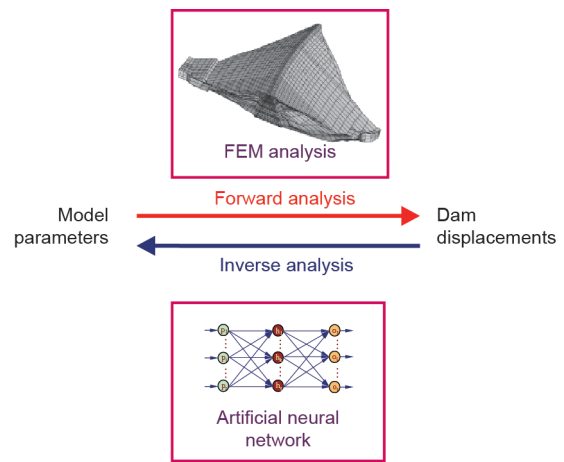 FEM analysis
Forward analysis
Model
parameters
Dam
displacements
Inverse analysis
Artificial neural
network